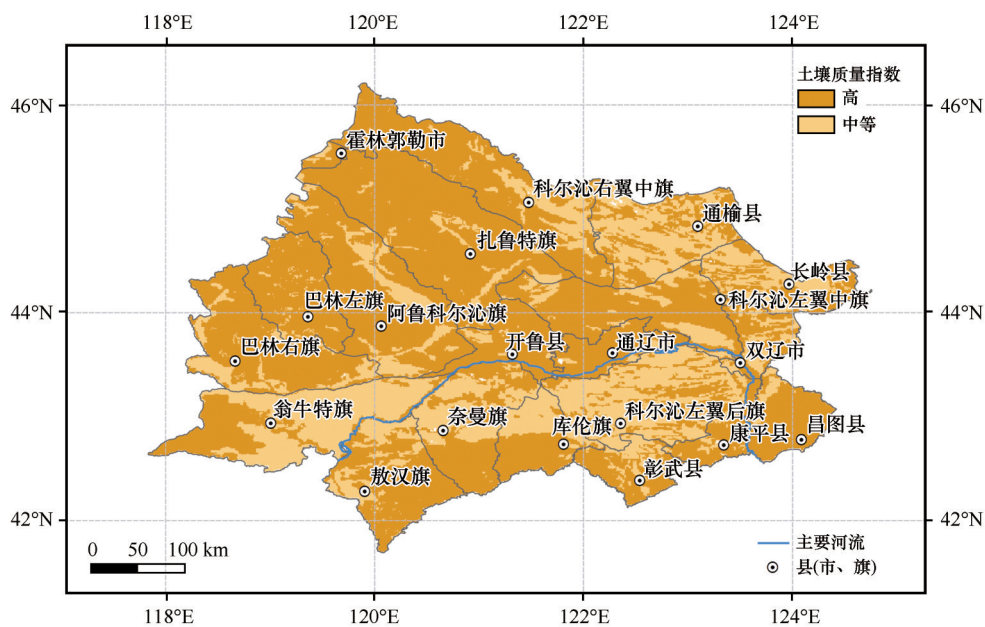 118°E 120°E 122°E 124°E
土壤质量指数
高
中等
46°N 46°N
霍林郭勒市
科尔沁右翼中旗
通榆县
扎鲁特旗
长岭县
巴林左旗
阿鲁科尔沁旗
科尔沁左翼中旗
44°N 44°N
巴林右旗
开鲁县
通辽市
双辽市
翁牛特旗
奈曼旗
库伦旗
科尔沁左翼后旗
康平县
昌图县
敖汉旗
彰武县
42°N 42°N
0 50 100 km
主要河流
县(市、旗)
118°E 120°E 122°E 124°E